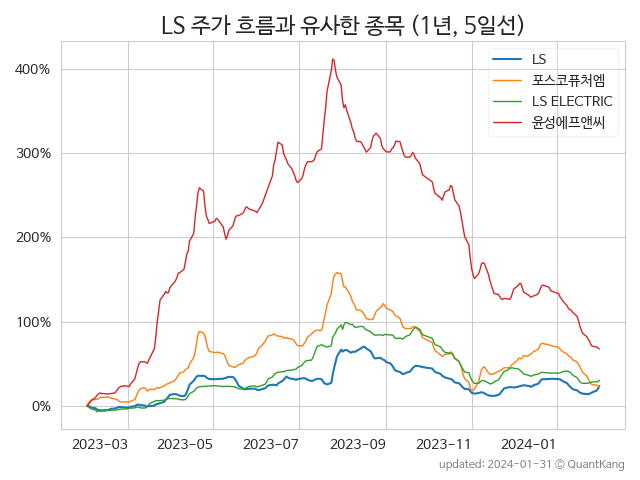 LS 주가 흐름과 유사한 종목 (1년, 5일선)
LS
포스코퓨처엠
LS ELECTRIC
윤성에프앤씨
400%
300%
200%
100%
0%
2023-03
2023-05
2023-07
2023-09
2023-11
2024-01
updated: 2024-01-31 © QuantKang